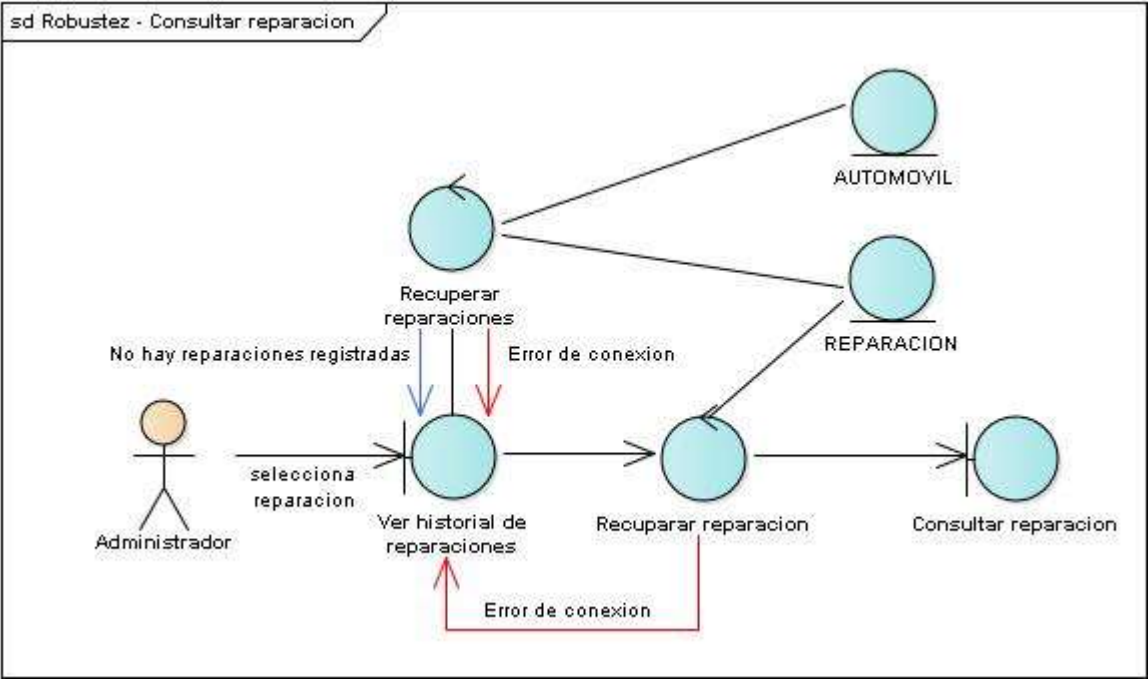 sd Robustez - Consultar reparacion
AUTOMOVIL
Recuperar
reparaciones
REPARACION
No hay reparaciones registradas
Error de conexion
selecciona
reparacion
Administrador
Ver historial de
reparaciones
Recuparar reparacion
Consultar reparacion
Error de conexion